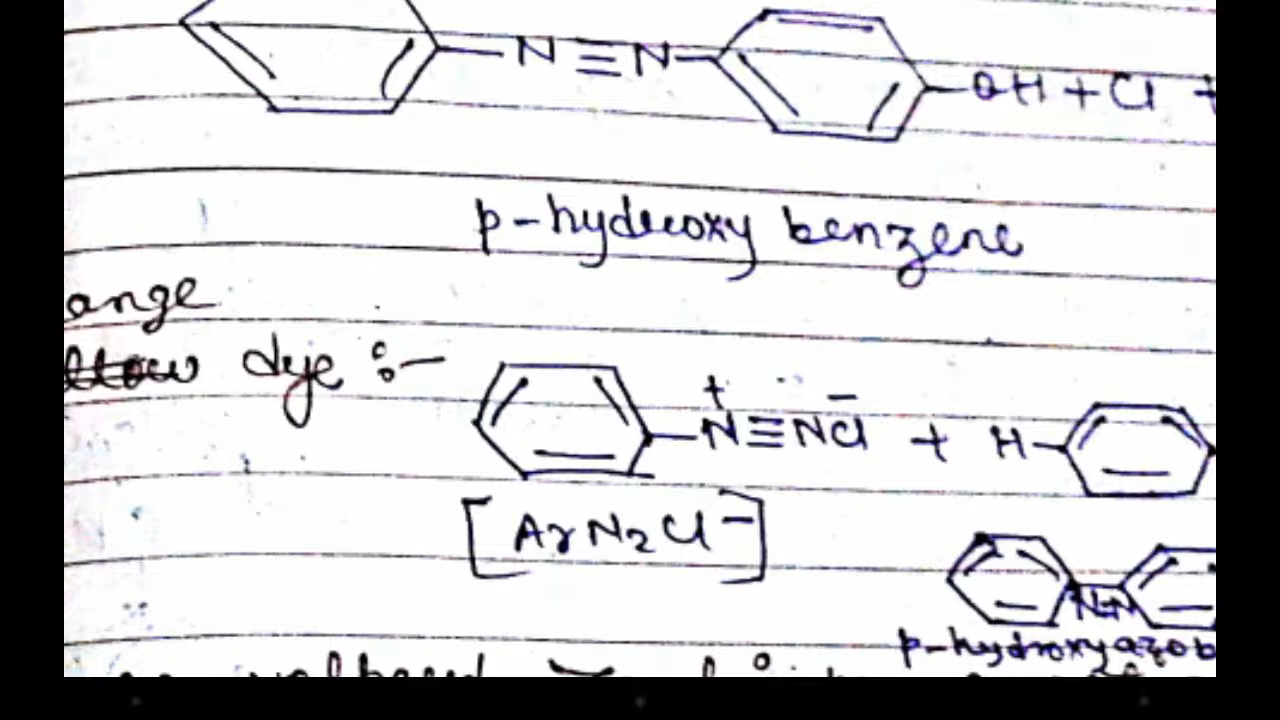 N≡N OH + Cl +
p-hydroxy benzene
ange
dye :-
+ N≡NCl - + H
[ArN2Cl-]
N=N
p-hydroxyazob